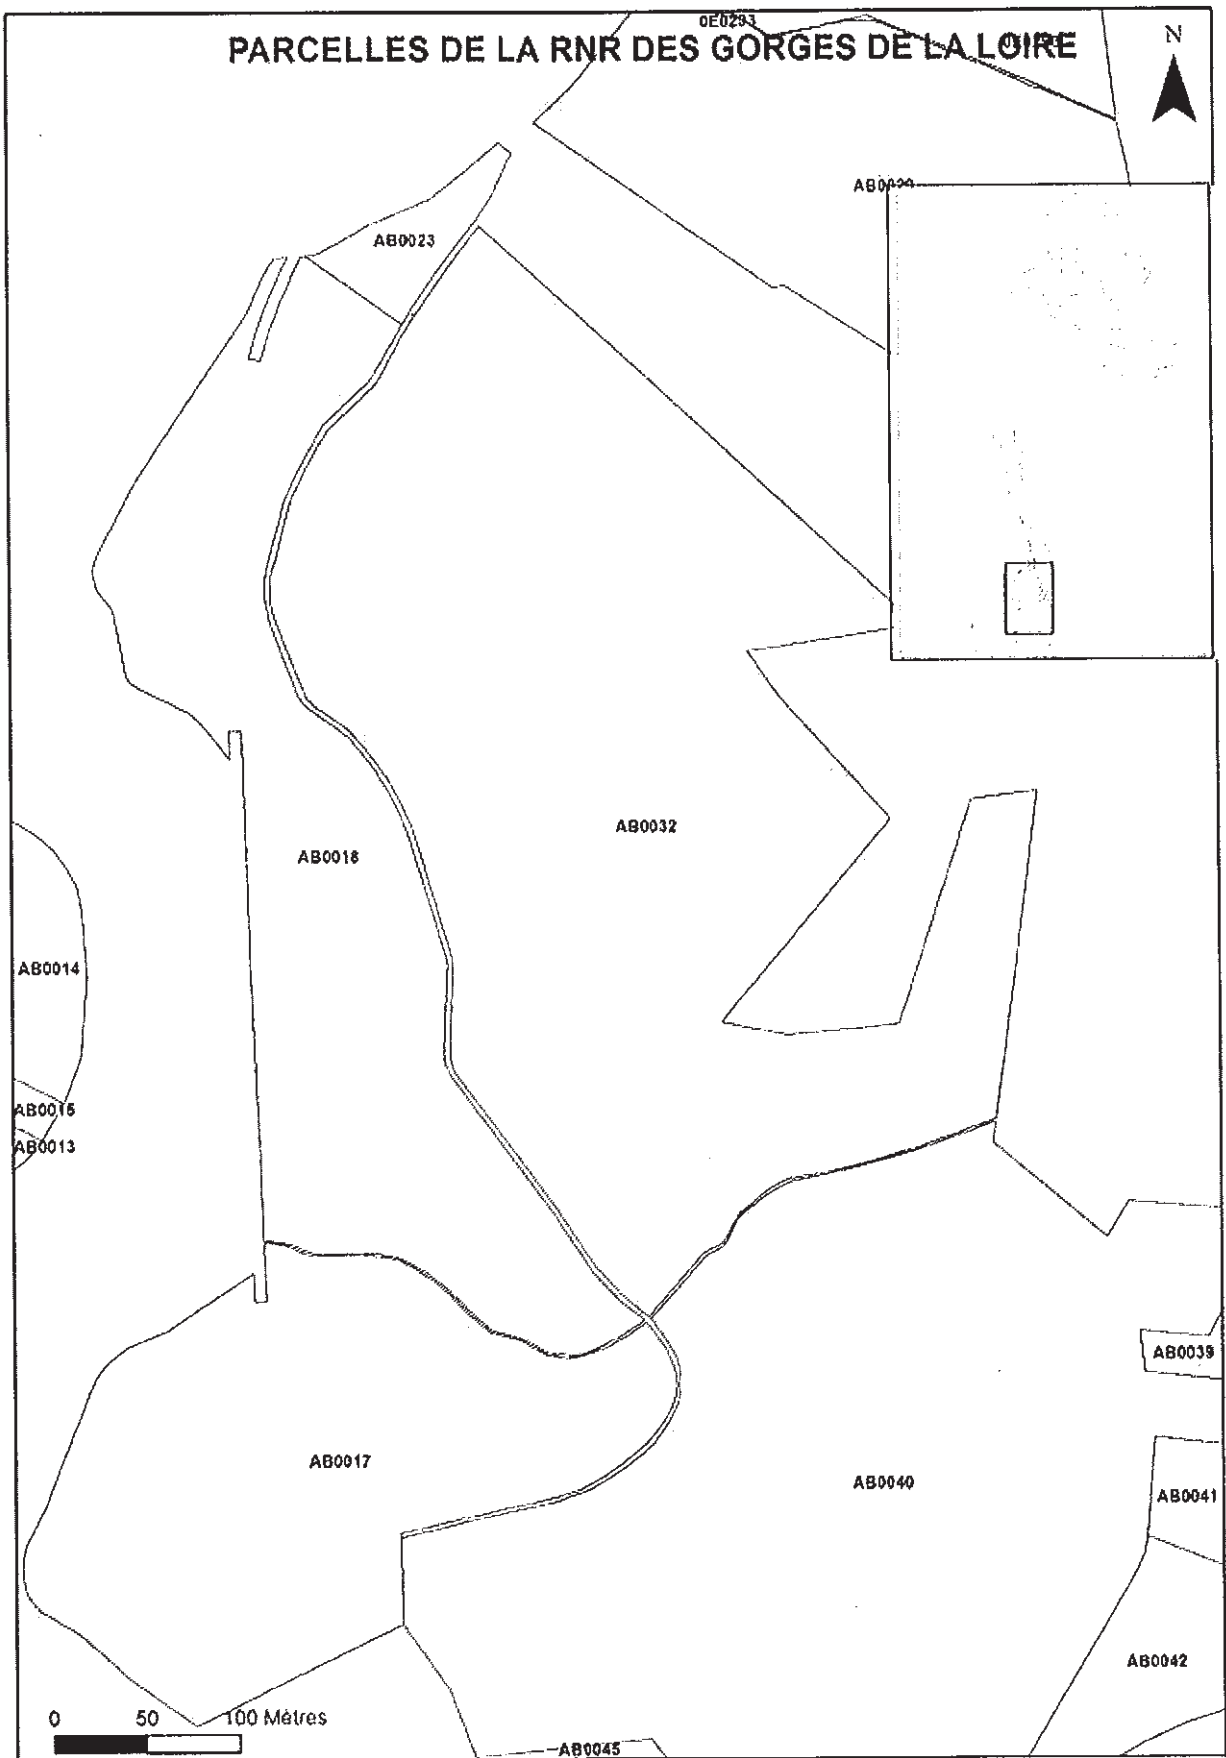 0E0293
PARCELLES DE LA RNR DES GORGES DE LA LOIRE
N
AB0023
AB0032
AB0018
AB0014
AB0015
AB0013
AB0039
AB0017
AB0040
AB0041
AB0042
0 50 100 Mètres
AB0045